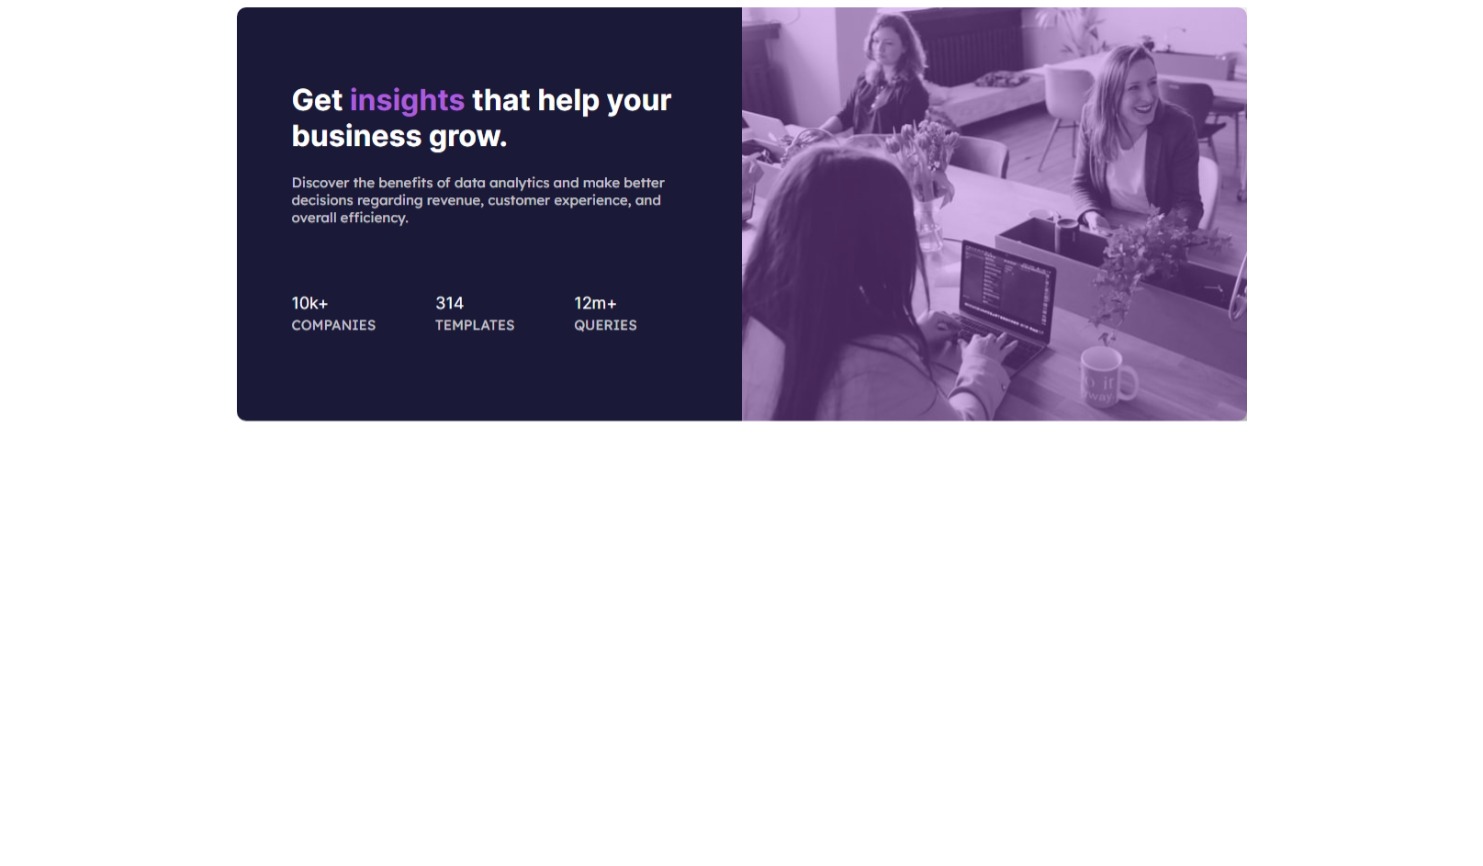 Get insights that help your
business grow.
Discover the benefits of data analytics and make better
decisions regarding revenue, customer experience, and
overall efficiency.
10k+ 314 12m+
COMPANIES TEMPLATES QUERIES